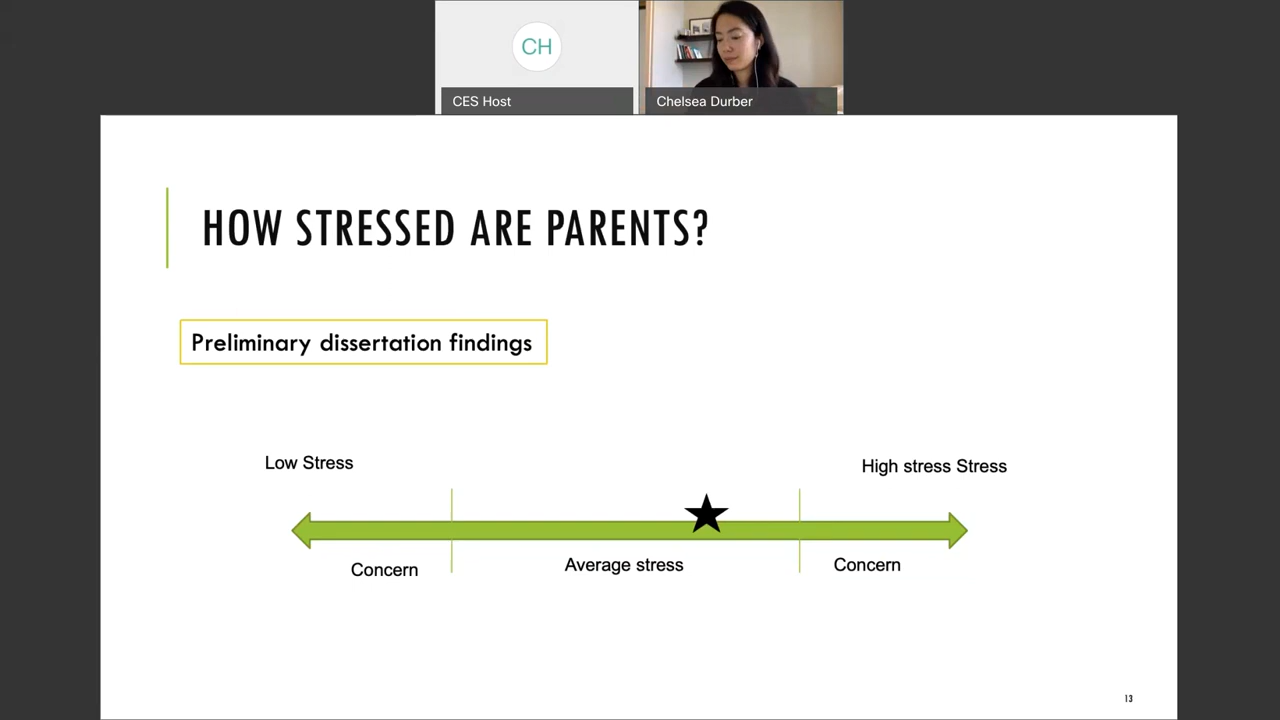 CH
CES Host
Chelsea Durber
HOW STRESSED ARE PARENTS?
Preliminary dissertation findings
Low Stress
High stress Stress
Concern
Average stress
Concern
13